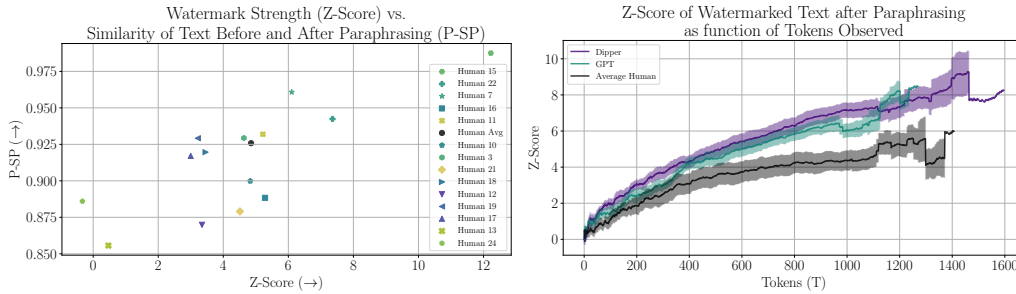 Watermark Strength (Z-Score) vs.
Similarity of Text Before and After Paraphrasing (P-SP)
0.975
0.950
0.925
0.900
0.875
0.850
P-SP (→)
0
2
4
6
8
10
12
Z-Score (→)
Human 15
Human 22
Human 7
Human 16
Human 11
Human Avg
Human 10
Human 3
Human 21
Human 18
Human 12
Human 19
Human 17
Human 13
Human 24
Z-Score of Watermarked Text after Paraphrasing
as function of Tokens Observed
Dipper
GPT
Average Human
10
8
6
4
2
0
Z-Score
0
200
400
600
800
1000
1200
1400
1600
Tokens (T)